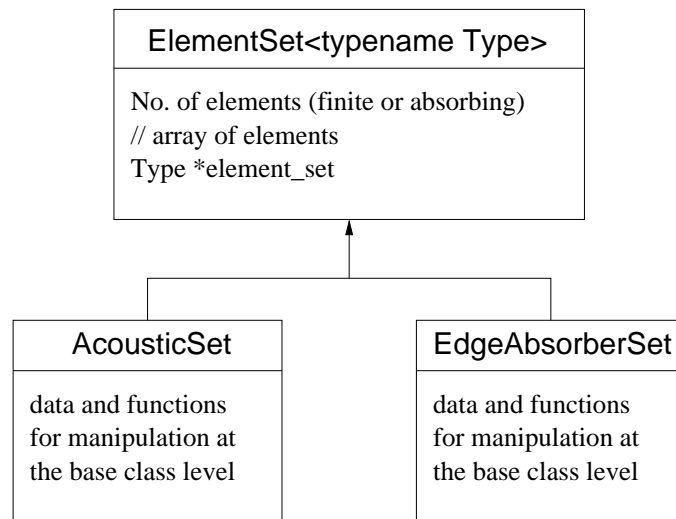 ElementSet<typename Type>
No. of elements (finite or absorbing)
// array of elements
Type *element_set
AcousticSet
data and functions
for manipulation at
the base class level
EdgeAbsorberSet
data and functions
for manipulation at
the base class level